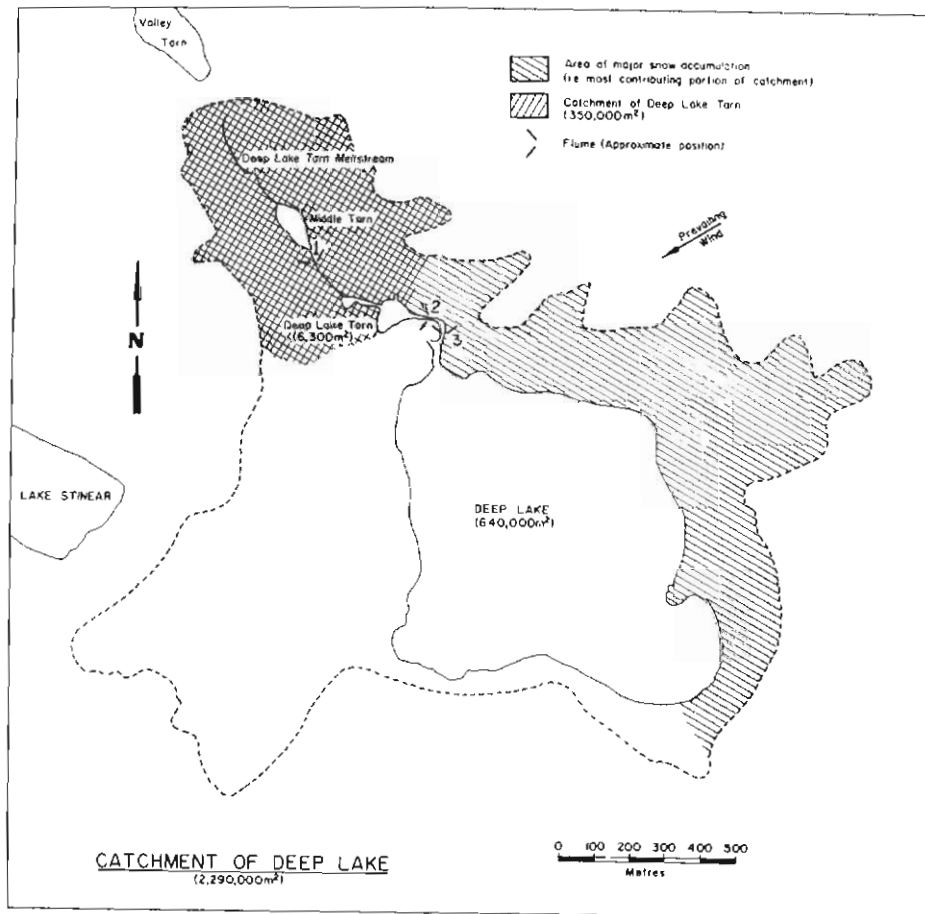 Valley
Tarn
Area of major snow accumulation
(i.e most contributing portion of catchment)
Catchment of Deep Lake Tarn
(350,000m²)
Flume (Approximate position)
Deep Lake Tarn Meltstream
Middle Tarn
1
Prevailing
Wind
N
2
Deep Lake Tarn
(6,300m²)
3
LAKE STINEAR
DEEP LAKE
(640,000m²)
CATCHMENT OF DEEP LAKE
(2,290,000m²)
0 100 200 300 400 500
Metres